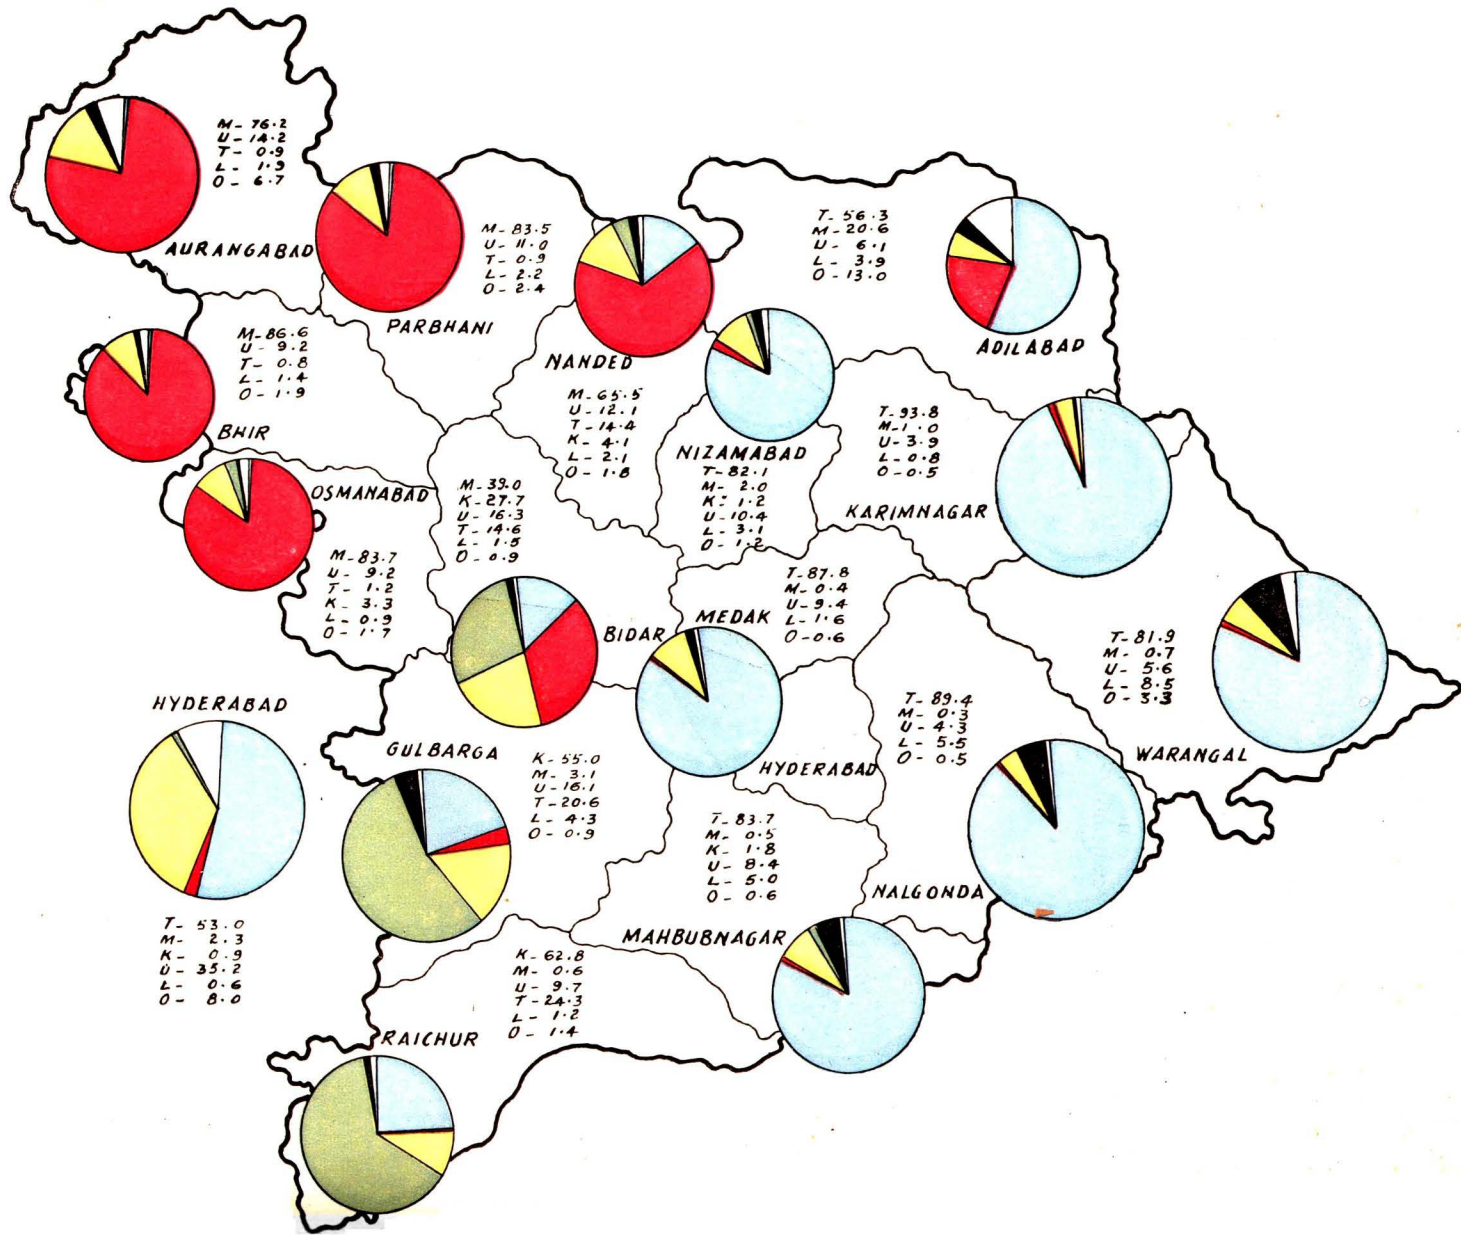 M- 76.2
U- 14.2
T- 0.9
L- 1.9
O- 6.7
AURANGABAD
M- 83.5
U- 11.0
T- 0.9
L- 2.2
O- 2.4
PARBHANI
T- 56.3
M- 20.6
U- 6.1
L- 3.9
O- 13.0
ADILABAD
M- 86.6
U- 9.2
T- 0.8
L- 1.4
O- 1.9
BHIR
NANDED
M- 65.5
U- 12.1
T- 14.4
K- 4.1
L- 2.1
O- 1.8
NIZAMABAD
T- 82.1
M- 2.0
K- 1.2
U- 10.4
L- 3.1
O- 1.2
T- 93.8
M- 1.0
U- 3.9
L- 0.8
O- 0.5
KARIMNAGAR
OSMANABAD
M- 83.7
U- 9.2
T- 1.2
K- 3.3
L- 0.9
O- 1.7
M- 39.0
K- 27.7
U- 16.3
T- 14.6
L- 1.5
O- 0.9
BIDAR
MEDAK
T- 87.8
M- 0.4
U- 9.4
L- 1.6
O- 0.6
T- 81.9
M- 0.7
U- 5.6
L- 8.5
O- 3.3
WARANGAL
HYDERABAD
T- 53.0
M- 2.3
K- 0.9
U- 35.2
L- 0.6
O- 8.0
GULBARGA
K- 55.0
M- 3.1
U- 16.1
T- 20.6
L- 4.3
O- 0.9
HYDERABAD
T- 89.4
M- 0.3
U- 4.3
L- 5.5
O- 0.5
NALGONDA
T- 83.7
M- 0.5
K- 1.8
U- 8.4
L- 5.0
O- 0.6
MAHBUBNAGAR
K- 62.8
M- 0.6
U- 9.7
T- 24.3
L- 1.2
O- 1.4
RAICHUR